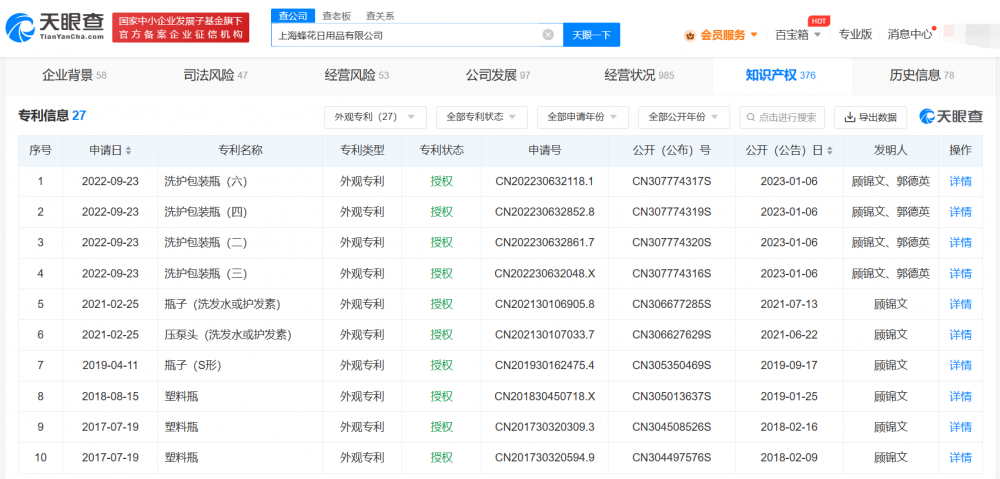 天眼查
TianYanCha.com
国家中小企业发展子基金旗下
官方备案企业征信机构
查公司 查老板 查关系
上海蜂花日用品有限公司 天眼一下
会员服务 百宝箱 HOT 专业版 消息中心
企业背景 58 司法风险 47 经营风险 53 公司发展 97 经营状况 985 知识产权 376 历史信息 78
专利信息 27 外观专利（27） 全部专利状态 全部申请年份 全部公开年份 点击进行搜索 导出数据 天眼查
序号 申请日 专利名称 专利类型 专利状态 申请号 公开（公布）号 公开（公告）日 发明人 操作
1 2022-09-23 洗护包装瓶（六） 外观专利 授权 CN202230632118.1 CN307774317S 2023-01-06 顾锦文、郭德英 详情
2 2022-09-23 洗护包装瓶（四） 外观专利 授权 CN202230632852.8 CN307774319S 2023-01-06 顾锦文、郭德英 详情
3 2022-09-23 洗护包装瓶（二） 外观专利 授权 CN202230632861.7 CN307774320S 2023-01-06 顾锦文、郭德英 详情
4 2022-09-23 洗护包装瓶（三） 外观专利 授权 CN202230632048.X CN307774316S 2023-01-06 顾锦文、郭德英 详情
5 2021-02-25 瓶子（洗发水或护发素） 外观专利 授权 CN202130106905.8 CN306677285S 2021-07-13 顾锦文 详情
6 2021-02-25 压泵头（洗发水或护发素） 外观专利 授权 CN202130107033.7 CN306627629S 2021-06-22 顾锦文 详情
7 2019-04-11 瓶子（S形） 外观专利 授权 CN201930162475.4 CN305350469S 2019-09-17 顾锦文 详情
8 2018-08-15 塑料瓶 外观专利 授权 CN201830450718.X CN305013637S 2019-01-25 顾锦文 详情
9 2017-07-19 塑料瓶 外观专利 授权 CN201730320309.3 CN304508526S 2018-02-16 顾锦文 详情
10 2017-07-19 塑料瓶 外观专利 授权 CN201730320594.9 CN304497576S 2018-02-09 顾锦文 详情